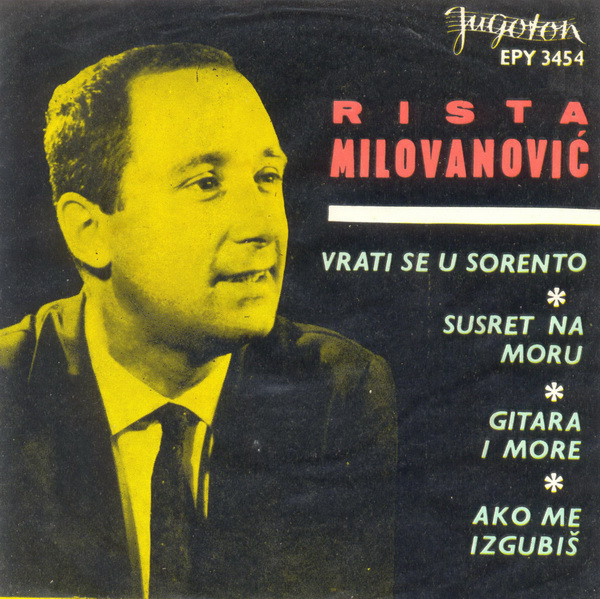 Jugoton
EPY 3454
RISTA
MILOVANOVIĆ
VRATI SE U SORENTO
*
SUSRET NA
MORU
*
GITARA
I MORE
*
AKO ME
IZGUBIŠ